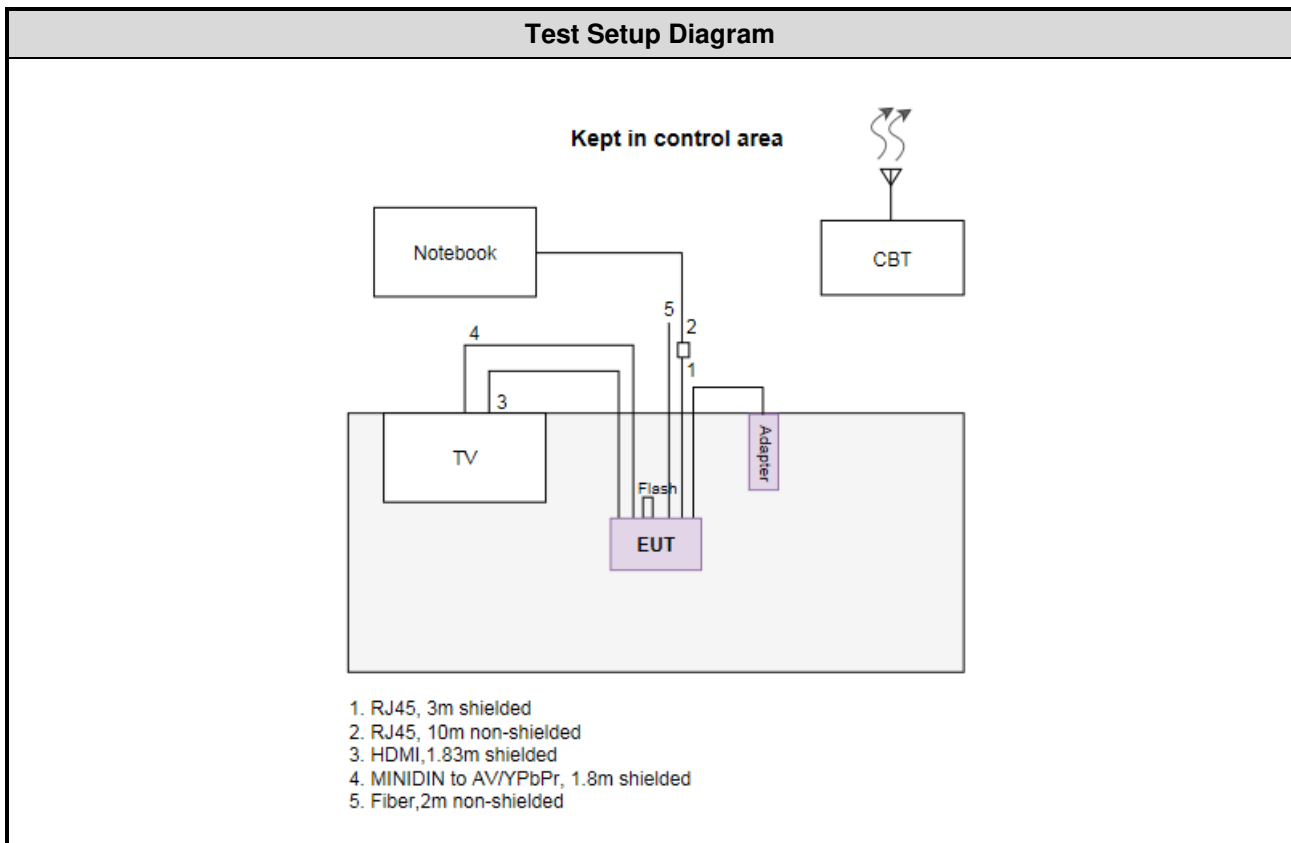 Test Setup Diagram
Kept in control area
Notebook
CBT
5
4
2
1
3
TV
Adapter
Flash
EUT
1. RJ45, 3m shielded
2. RJ45, 10m non-shielded
3. HDMI,1.83m shielded
4. MINIDIN to AV/YPbPr, 1.8m shielded
5. Fiber,2m non-shielded